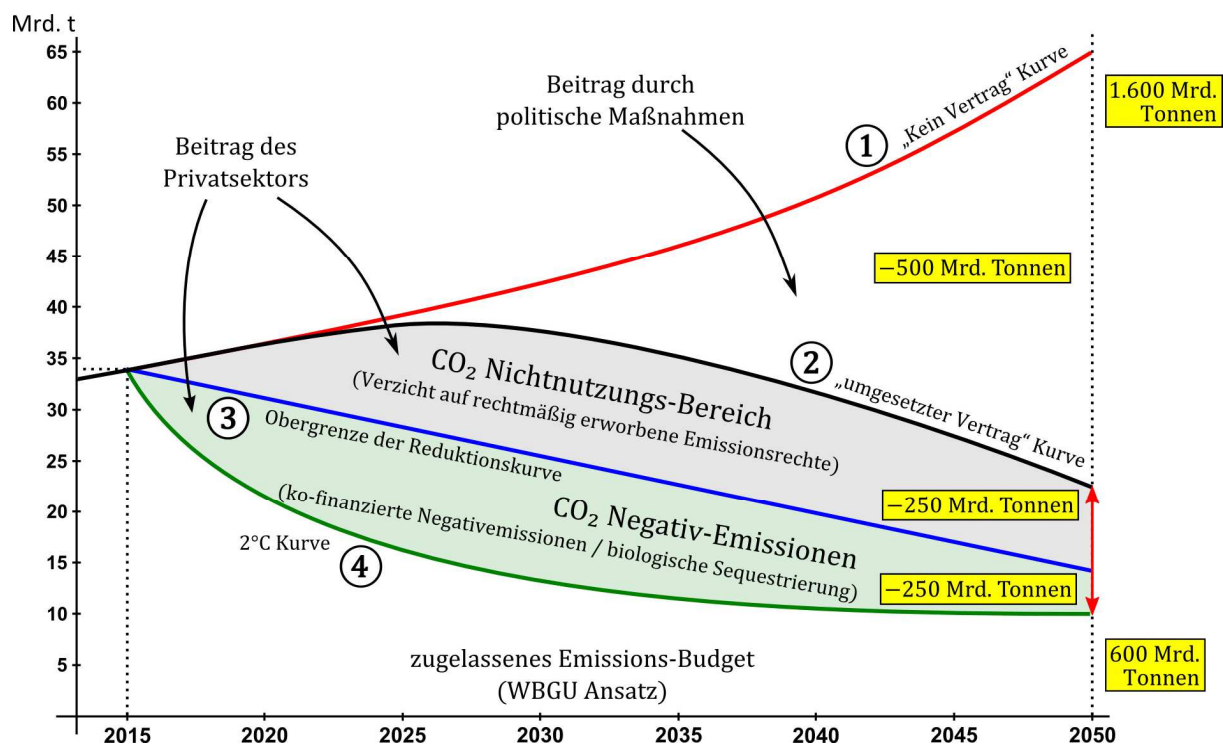 Mrd. t
65
60
55
50
45
40
35
30
25
20
15
10
5
2015
2020
2025
2030
2035
2040
2045
2050
Beitrag des
Privatsektors
Beitrag durch
politische Maßnahmen
1
„Kein Vertrag“ Kurve
1.600 Mrd.
Tonnen
−500 Mrd. Tonnen
2
„umgesetzter Vertrag“ Kurve
CO₂ Nichtnutzungs-Bereich
(Verzicht auf rechtmäßig erworbene Emissionsrechte)
3
Obergrenze der Reduktionskurve
−250 Mrd. Tonnen
CO₂ Negativ-Emissionen
(ko-finanzierte Negativemissionen / biologische Sequestrierung)
2°C Kurve
4
−250 Mrd. Tonnen
zugelassenes Emissions-Budget
(WBGU Ansatz)
600 Mrd.
Tonnen